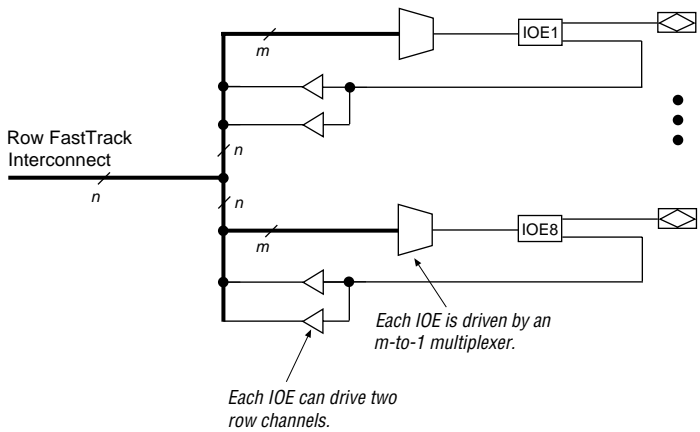 m
IOE1
Row FastTrack
Interconnect
n
n
n
m
IOE8
Each IOE is driven by an
m-to-1 multiplexer.
Each IOE can drive two
row channels.